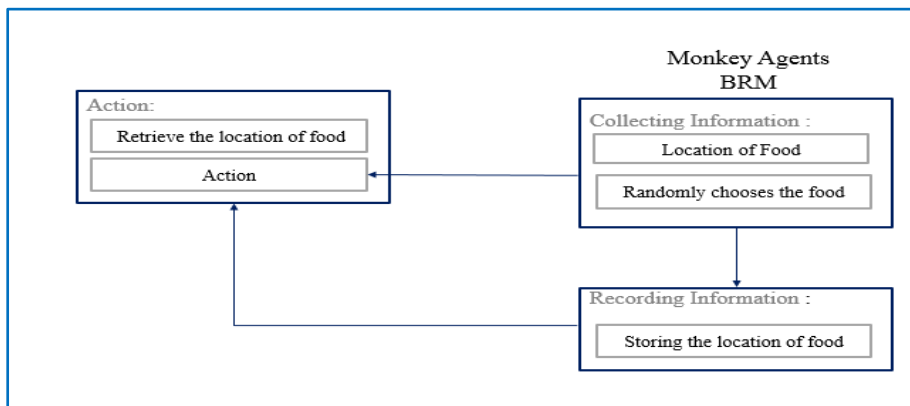 Monkey Agents
BRM
Action:
Retrieve the location of food
Action
Collecting Information :
Location of Food
Randomly chooses the food
Recording Information :
Storing the location of food